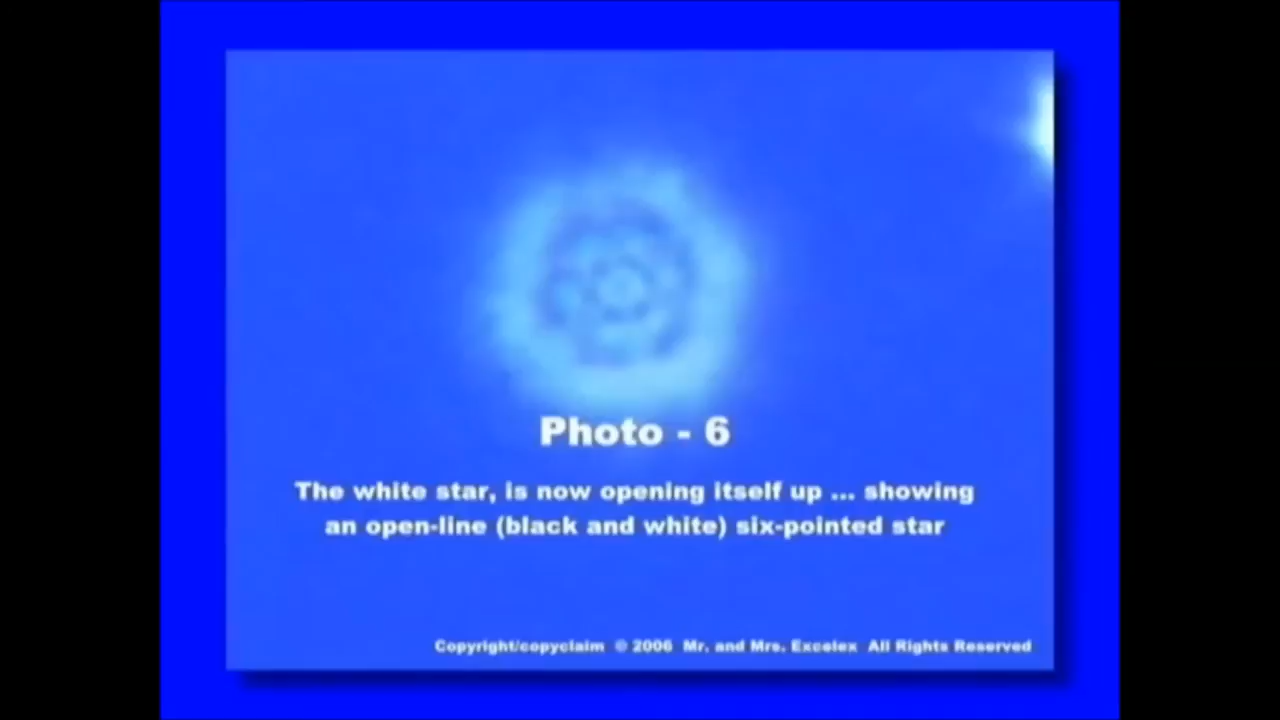 Photo - 6
The white star, is now opening itself up ... showing
an open-line (black and white) six-pointed star
Copyright/copyclaim © 2006 Mr. and Mrs. Excelex All Rights Reserved